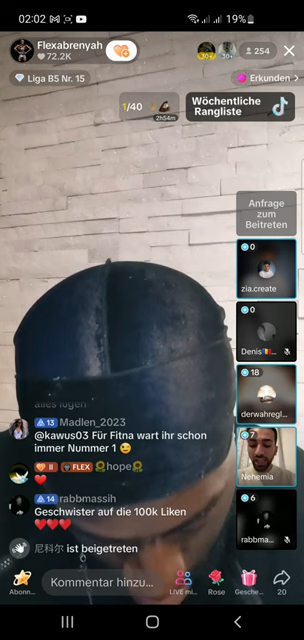 02:02
19%
Flexabrenyah
72.2K
254
Liga B5 Nr. 15
Erkunden >
1/40
2h54m
Wöchentliche
Rangliste
Anfrage
zum
Beitreten
0
zia.create
0
Denis
18
derwahregl...
7
Nehemia
6
rabbma...
alles logen
13 Madlen_2023
@kawus03 Für Fitna wart ihr schon
immer Nummer 1
II FLEX hope
14 rabbmassih
Geschwister auf die 100k Liken
尼科尔 ist beigetreten
Kommentar hinzu...
Abonn...
LIVE mi...
Rose
Gesche...
20